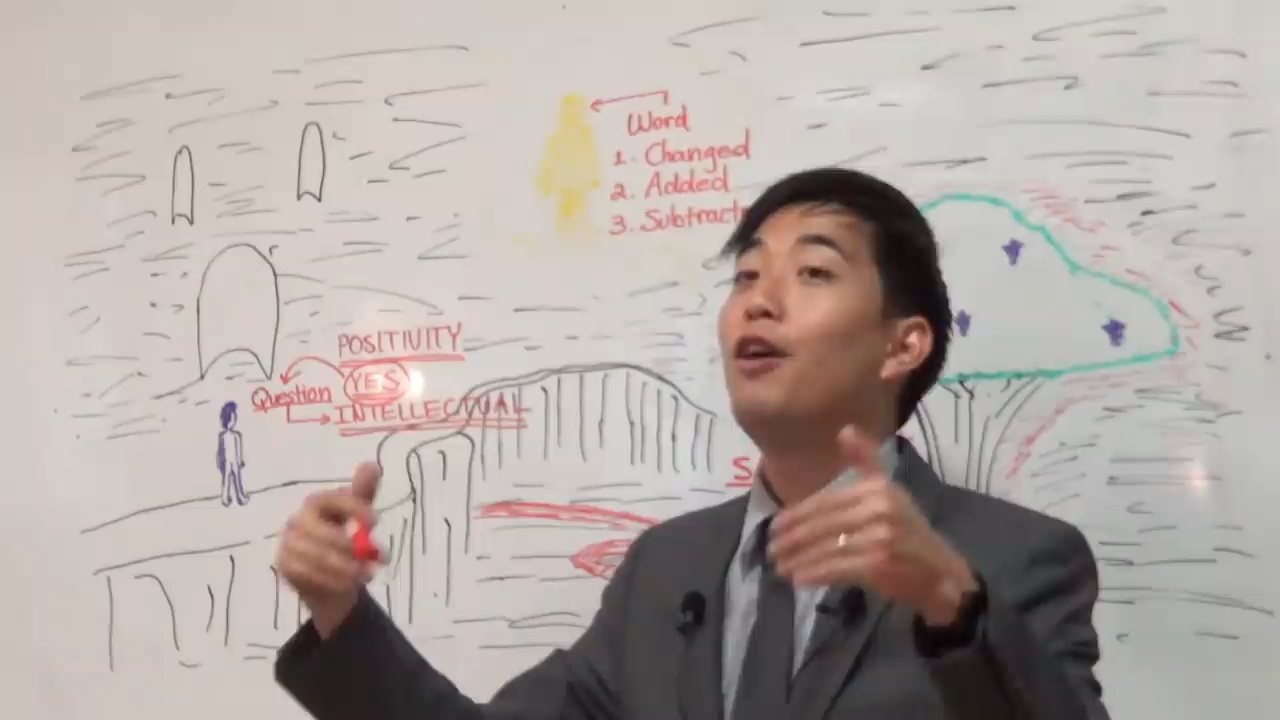 Word
1. Changed
2. Added
3. Subtract
POSITIVITY
YES
Question
INTELLECTUAL
S